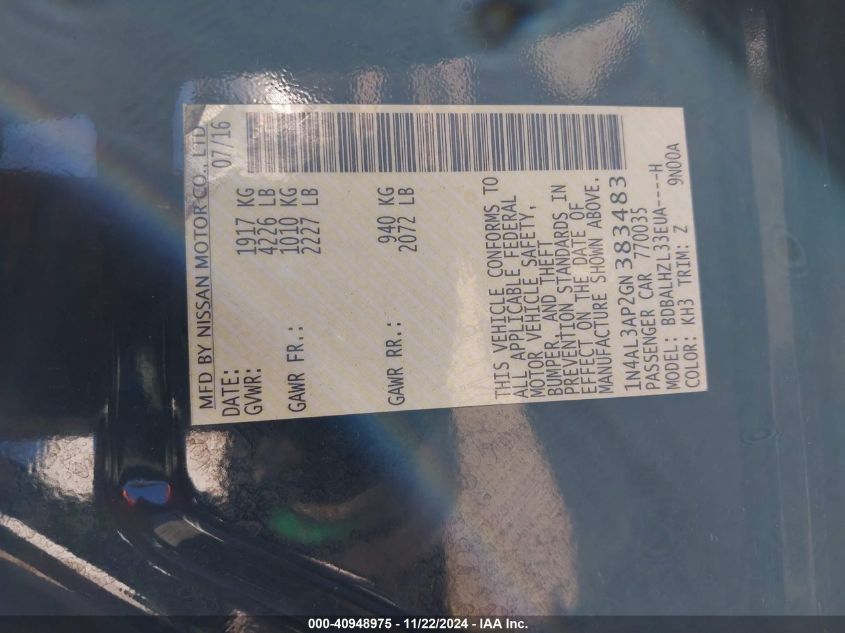 MFD BY NISSAN MOTOR CO., LTD
DATE: 07/16
GVWR: 1917 KG
4226 LB
GAWR FR.: 1010 KG
2227 LB
GAWR RR.: 940 KG
2072 LB
THIS VEHICLE CONFORMS TO
ALL APPLICABLE FEDERAL
MOTOR VEHICLE SAFETY,
BUMPER, AND THEFT
PREVENTION STANDARDS IN
EFFECT ON THE DATE OF
MANUFACTURE SHOWN ABOVE.
1N4AL3AP2GN383483
PASSENGER CAR 770035
MODEL: BDBALHZL33EUA----H
COLOR: KH3 TRIM: Z 9N00A
000-40948975 - 11/22/2024 - IAA Inc.